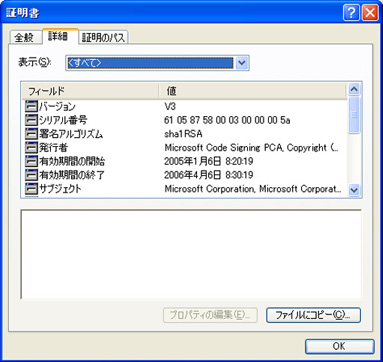 証明書
全般 詳細 証明のパス
表示(S): <すべて>
フィールド 値
バージョン V3
シリアル番号 61 05 87 58 00 03 00 00 00 5a
署名アルゴリズム sha1RSA
発行者 Microsoft Code Signing PCA, Copyright (...
有効期間の開始 2005年1月6日 8:20:19
有効期間の終了 2006年4月6日 8:30:19
サブジェクト Microsoft Corporation, Microsoft Corporat...
プロパティの編集(E)... ファイルにコピー(C)...
OK